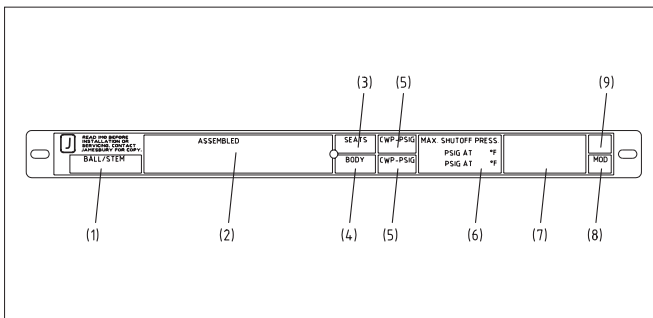 (3) (5) (9)
J
READ IMO BEFORE
INSTALLATION OR
SERVICING. CONTACT
JAMESBURY FOR COPY.
BALL/STEM
ASSEMBLED
SEATS
BODY
CWP-PSIG
CWP-PSIG
MAX. SHUTOFF PRESS.
PSIG AT °F
PSIG AT °F
MOD
(1) (2) (4) (5) (6) (7) (8)